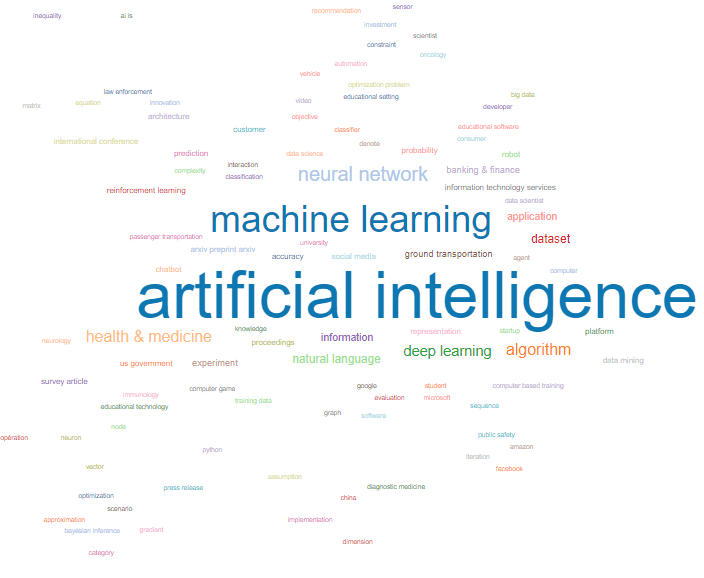 recommendation
sensor
inequality
ai is
investment
scientist
constraint
oncology
automation
vehicle
optimization problem
law enforcement
educational setting
big data
video
matrix
equation
innovation
developer
architecture
objective
customer
classifier
educational software
consumer
international conference
denote
prediction
data science
probability
robot
interaction
complexity
classification
neural network
banking & finance
reinforcement learning
information technology services
data scientist
machine learning
application
passenger transportation
university
dataset
arxiv preprint arxiv
accuracy
social media
ground transportation
agent
chatbot
computer
artificial intelligence
knowledge
representation
startup
platform
neurology
health & medicine
proceedings
information
natural language
deep learning
algorithm
us government
experiment
data mining
survey article
computer game
google
student
computer based training
immunology
training data
evaluation
microsoft
educational technology
graph
software
sequence
node
opération
neuron
public safety
python
amazon
iteration
vector
facebook
assumption
press release
diagnostic medicine
optimization
china
scenario
approximation
implementation
bayesian inference
gradient
dimension
category